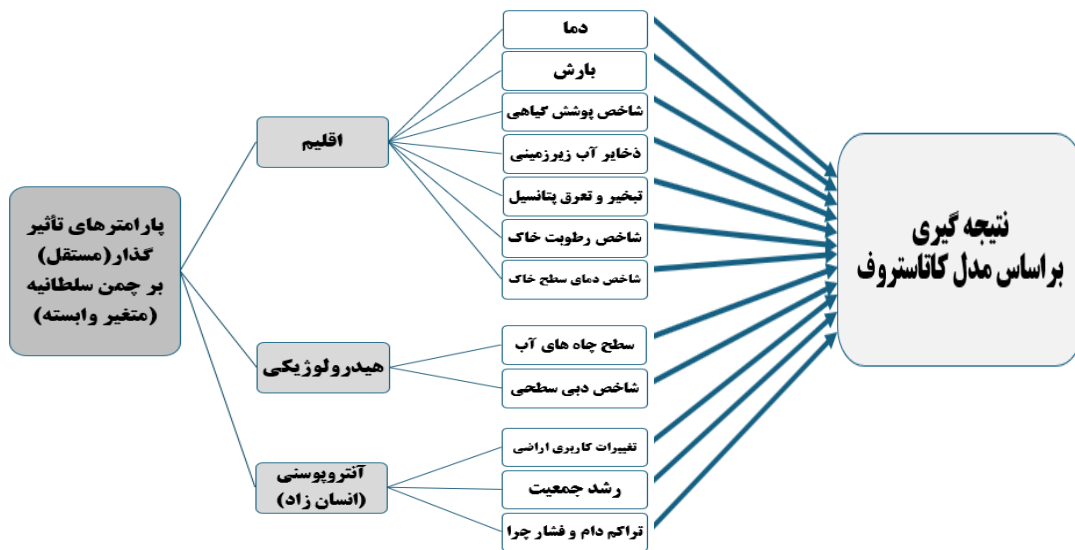 پارامترهای تأثیر
گذار(مستقل)
بر چمن سلطانیه
(متغیر وابسته)
اقلیم
هیدرولوژیکی
آنتروپوسنی
(انسان زاد)
دما
بارش
شاخص پوشش گیاهی
ذخایر آب زیرزمینی
تبخیر و تعرق پتانسیل
شاخص رطوبت خاک
شاخص دمای سطح خاک
سطح چاه های آب
شاخص دبی سطحی
تغییرات کاربری اراضی
رشد جمعیت
تراکم دام و فشار چرا
نتیجه گیری
براساس مدل کاتاستروف